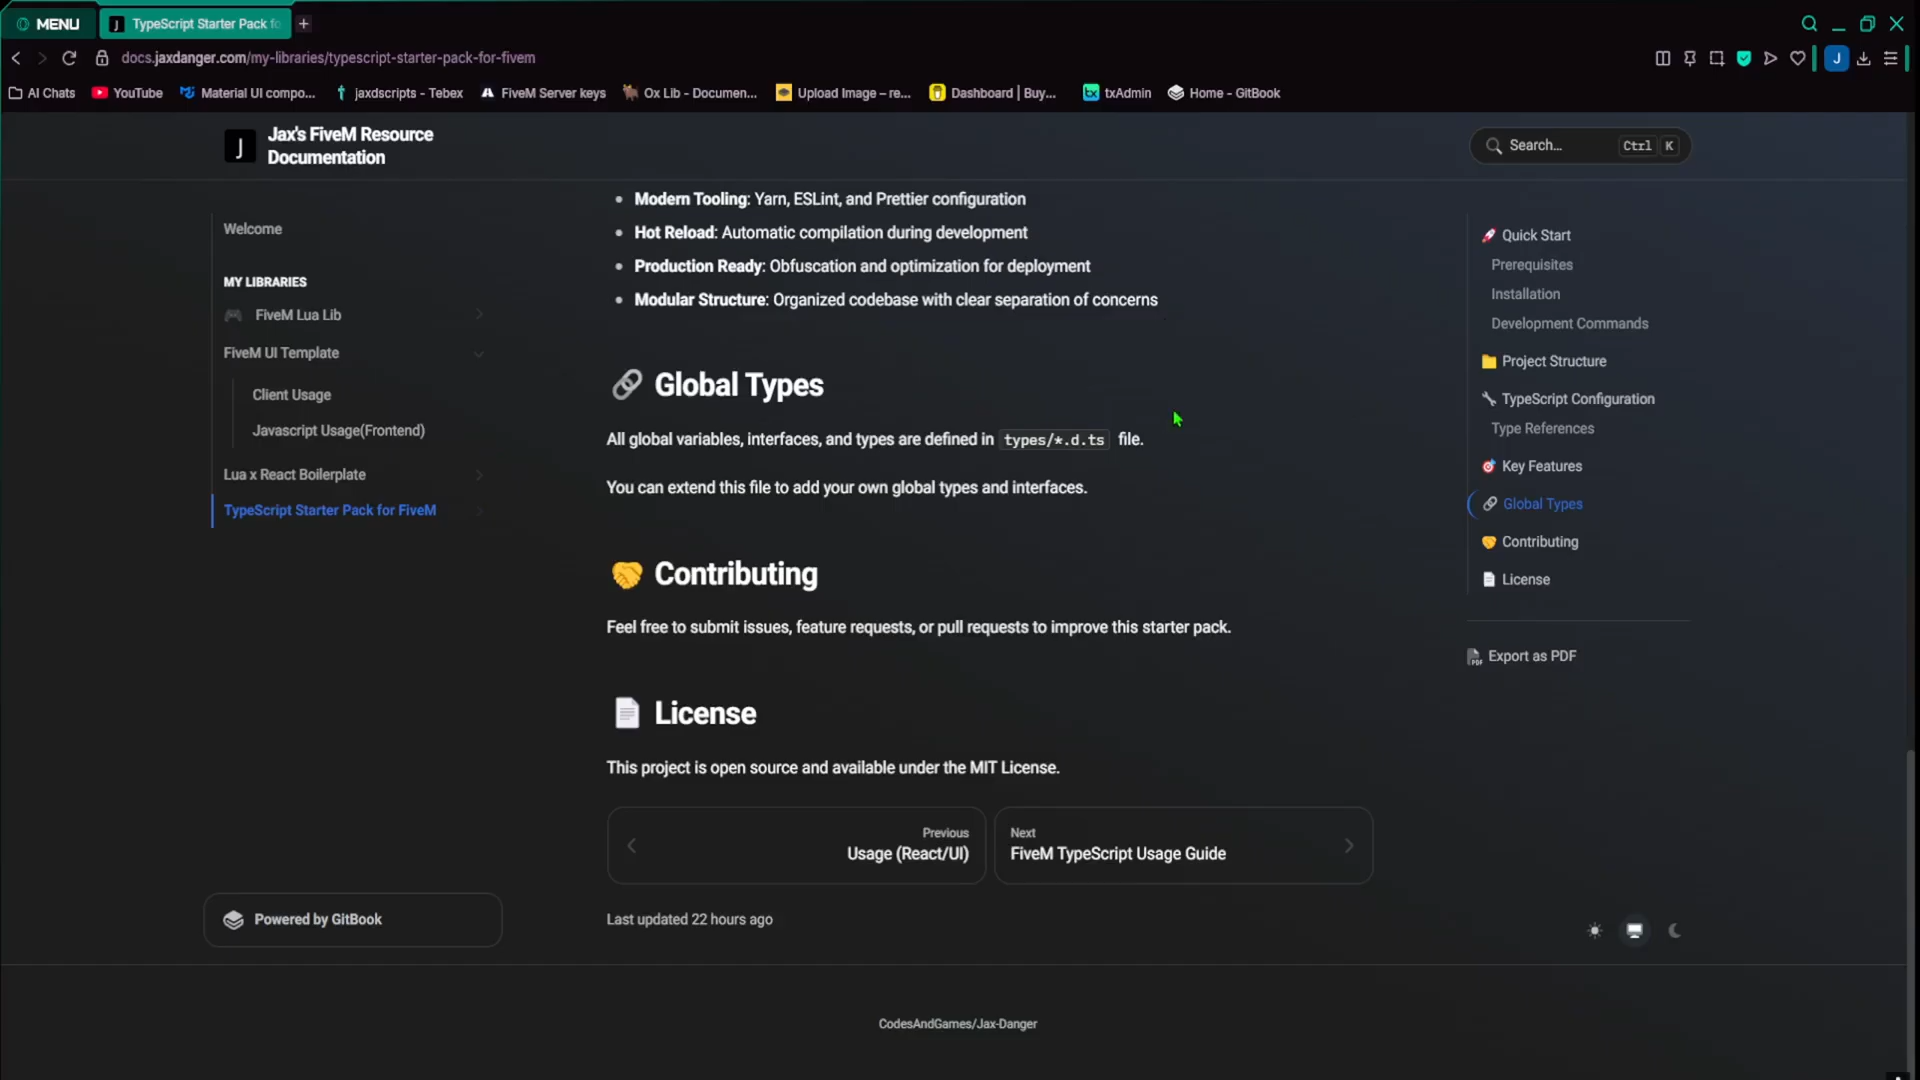 MENU
J TypeScript Starter Pack fo
docs.jaxdanger.com/my-libraries/typescript-starter-pack-for-fivem
J
AI Chats
YouTube
Material UI compo...
jaxdscripts - Tebex
FiveM Server keys
Ox Lib - Documen...
Upload Image – re...
Dashboard | Buy...
txAdmin
Home - GitBook
J
Jax's FiveM Resource
Documentation
Search...
Ctrl K
Welcome
MY LIBRARIES
FiveM Lua Lib
FiveM UI Template
Client Usage
Javascript Usage(Frontend)
Lua x React Boilerplate
TypeScript Starter Pack for FiveM
Modern Tooling: Yarn, ESLint, and Prettier configuration
Hot Reload: Automatic compilation during development
Production Ready: Obfuscation and optimization for deployment
Modular Structure: Organized codebase with clear separation of concerns
Global Types
All global variables, interfaces, and types are defined in types/*.d.ts file.
You can extend this file to add your own global types and interfaces.
Contributing
Feel free to submit issues, feature requests, or pull requests to improve this starter pack.
License
This project is open source and available under the MIT License.
Previous
Usage (React/UI)
Next
FiveM TypeScript Usage Guide
Last updated 22 hours ago
Quick Start
Prerequisites
Installation
Development Commands
Project Structure
TypeScript Configuration
Type References
Key Features
Global Types
Contributing
License
PDF Export as PDF
Powered by GitBook
CodesAndGames/Jax-Danger